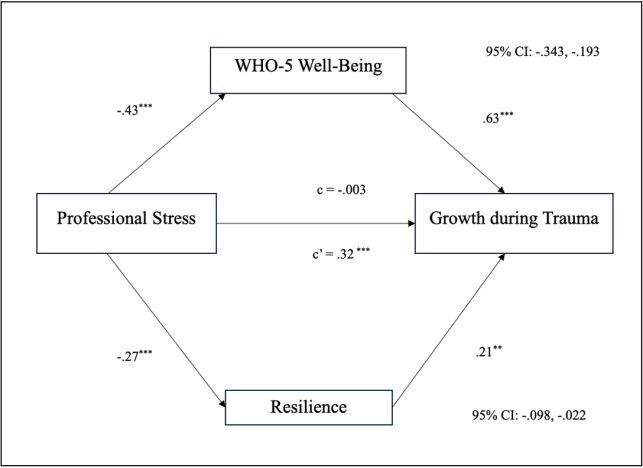 WHO-5 Well-Being
95% CI: -.343, -.193
-.43***
.63***
c = -.003
Professional Stress
Growth during Trauma
c’ = .32 ***
-.27***
.21**
Resilience
95% CI: -.098, -.022